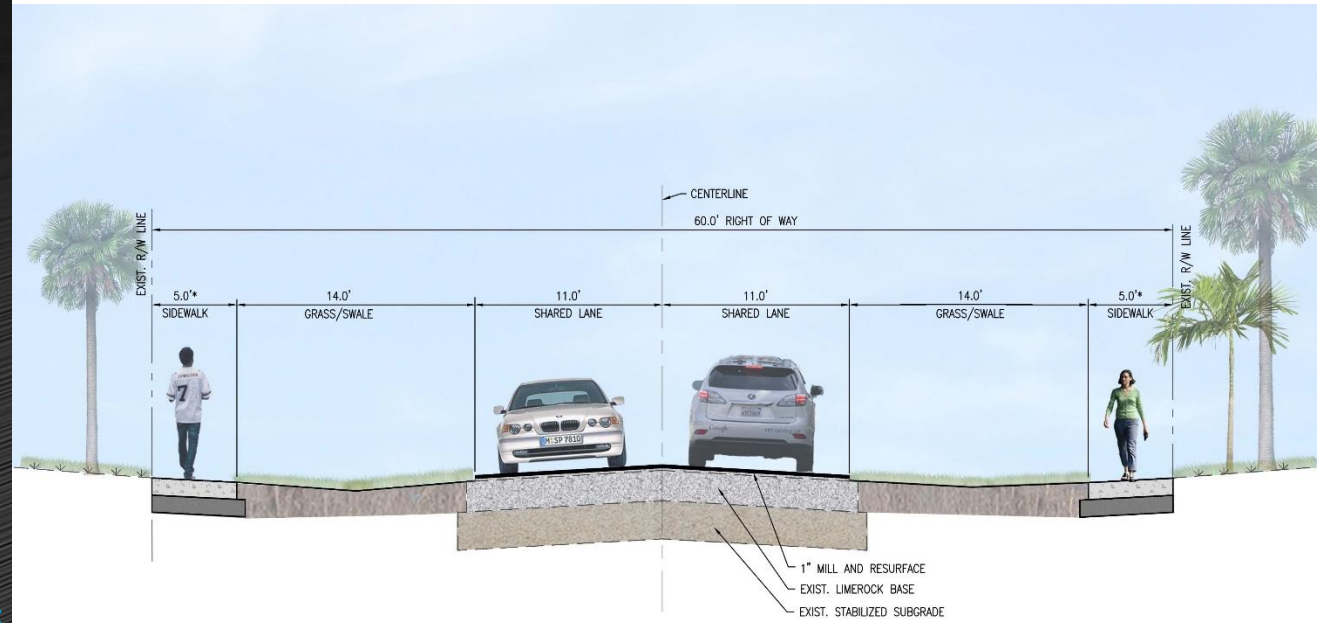 CENTERLINE
60.0' RIGHT OF WAY
EXIST. R/W LINE
EXIST. R/W LINE
5.0'*
SIDEWALK
14.0'
GRASS/SWALE
11.0'
SHARED LANE
11.0'
SHARED LANE
14.0'
GRASS/SWALE
5.0'*
SIDEWALK
7
M SP 7810
Google
1" MILL AND RESURFACE
EXIST. LIMEROCK BASE
EXIST. STABILIZED SUBGRADE